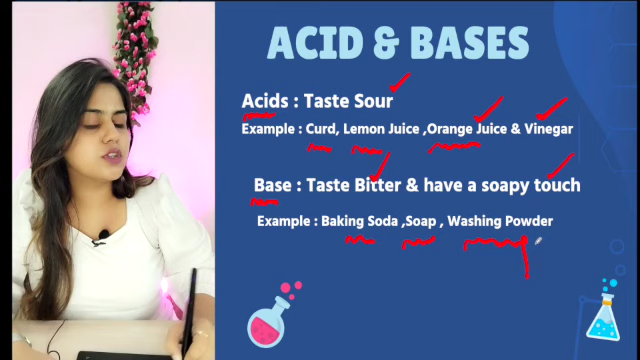 ACID & BASES
Acids : Taste Sour
Example : Curd, Lemon Juice ,Orange Juice & Vinegar
Base : Taste Bitter & have a soapy touch
Example : Baking Soda ,Soap , Washing Powder